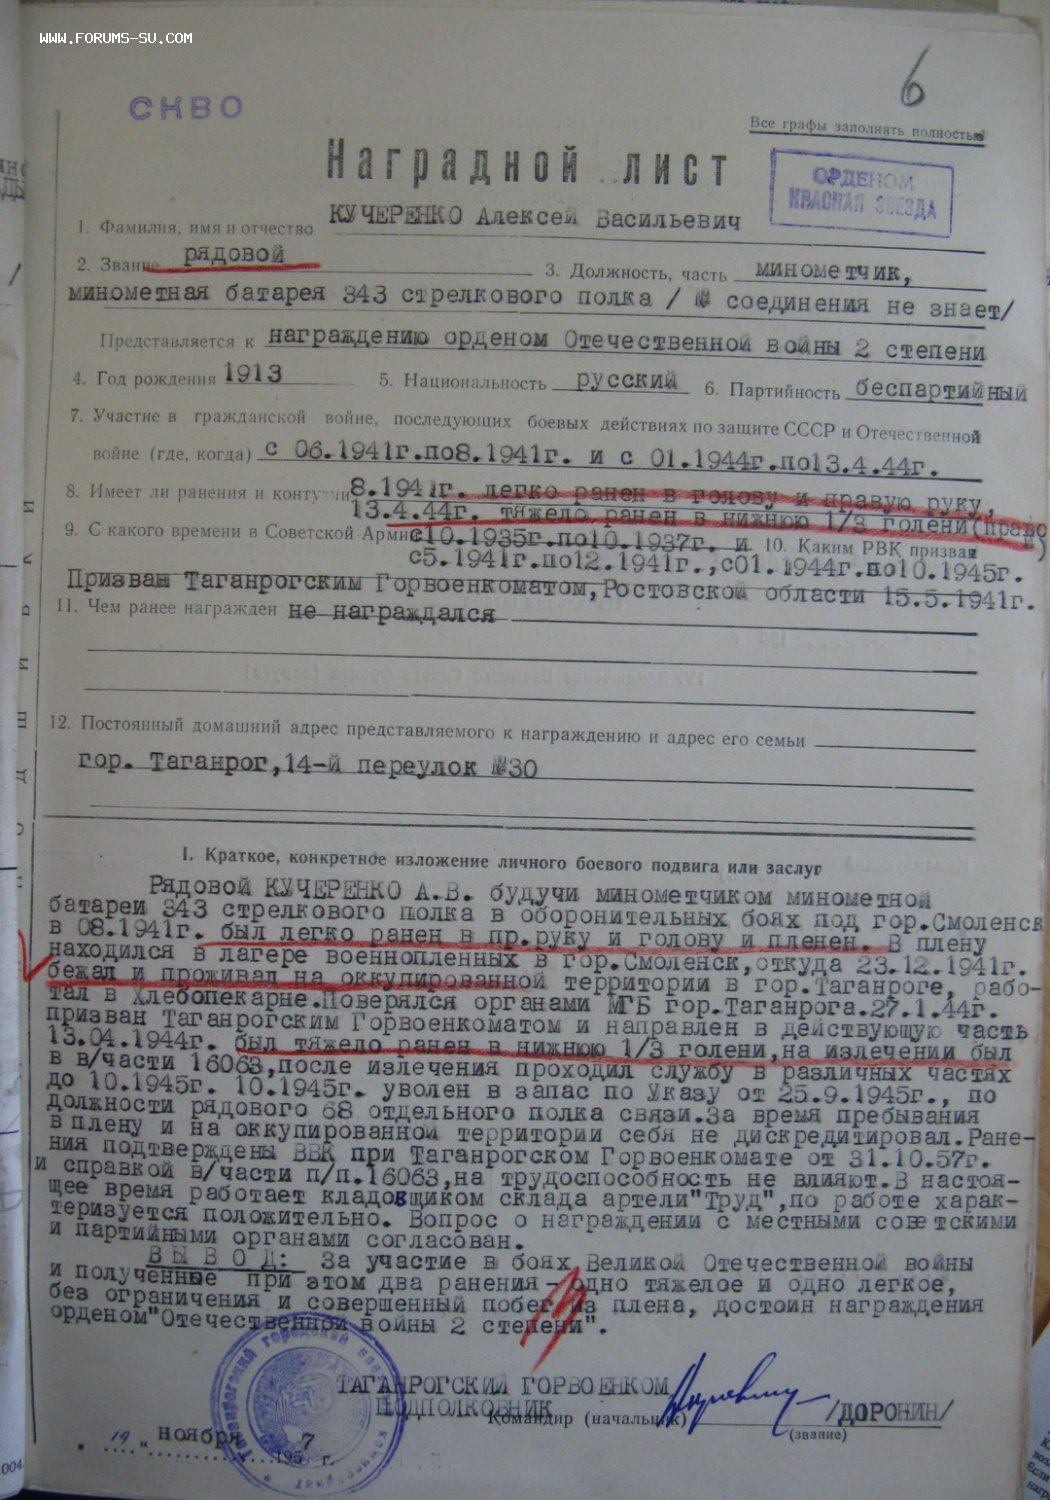 WWW.FORUMS-SU.COM
6
СКВО
Все графы заполнять полностью
Наградной лист
ОРДЕНОМ
КРАСНАЯ ЗВЕЗДА
1. Фамилия, имя и отчество КУЧЕРЕНКО Алексей Васильевич
2. Звание рядовой 3. Должность, часть минометчик,
минометная батарея 343 стрелкового полка / № соединения не знает/
Представляется к награждению орденом Отечественной войны 2 степени
4. Год рождения 1913 5. Национальность русский 6. Партийность беспартийный
7. Участие в гражданской войне, последующих боевых действиях по защите СССР и Отечественной
войне (где, когда) с 06.1941г.по8.1941г. и с 01.1944г.по13.4.44г.
8. Имеет ли ранения и контузии 8.1941г. легко ранен в голову и правую руку,
13.4.44г. тяжело ранен в нижнюю 1/3 голени(право
й)
9. С какого времени в Советской Армии с10.1935г.по10.1937г. и 10. Каким РВК призван
с5.1941г.по12.1941г.,с01.1944г.по10.1945г.
Призван Таганрогским Горвоенкоматом,Ростовской области 15.5.1941г.
11. Чем ранее награжден не награждался
12. Постоянный домашний адрес представляемого к награждению и адрес его семьи
гор. Таганрог,14-й переулок №30
I. Краткое, конкретное изложение личного боевого подвига или заслуг
Рядовой КУЧЕРЕНКО А.В. будучи минометчиком минометной
батареи 343 стрелкового полка в оборонительных боях под гор.Смоленск
в 08.1941г. был легко ранен в пр.руку и голову и пленен. В плену
находился в лагере военнопленных в гор.Смоленск,откуда 23.12.1941г.
бежал и проживал на оккупированной территории в гор.Таганроге, рабо-
тал в Хлебопекарне.Поверялся органами МГБ гор.Таганрога.27.1.44г.
призван Таганрогским Горвоенкоматом и направлен в действующую часть
13.04.1944г. был тяжело ранен в нижнюю 1/3 голени,на излечении был
в в/части 16063,после излечения проходил службу в различных частях
до 10.1945г. 10.1945г. уволен в запас по Указу от 25.9.1945г., по
должности рядового 68 отдельного полка связи.За время пребывания
в плену и на оккупированной территории себя не дискредитировал.Ране-
ния подтверждены ВВК при Таганрогском Горвоенкомате от 31.10.57г.
и справкой в/части п/п.16063,на трудоспособность не влияют.В настоя-
щее время работает кладовщиком склада артели"Труд",по работе харак-
теризуется положительно. Вопрос о награждении с местными советскими
и партийными органами согласован.
ВЫВОД: За участие в боях Великой Отечественной войны
и полученные при этом два ранения - одно тяжелое и одно легкое,
без ограничения и совершенный побег из плена, достоин награждения
орденом"Отечественной войны 2 степени".
ТАГАНРОГСКИЙ ГОРВОЕНКОМ
ПОДПОЛКОВНИК
Командир (начальник) /ДОРОНИН/
(звание)
19 " ноября 1957 г.
004